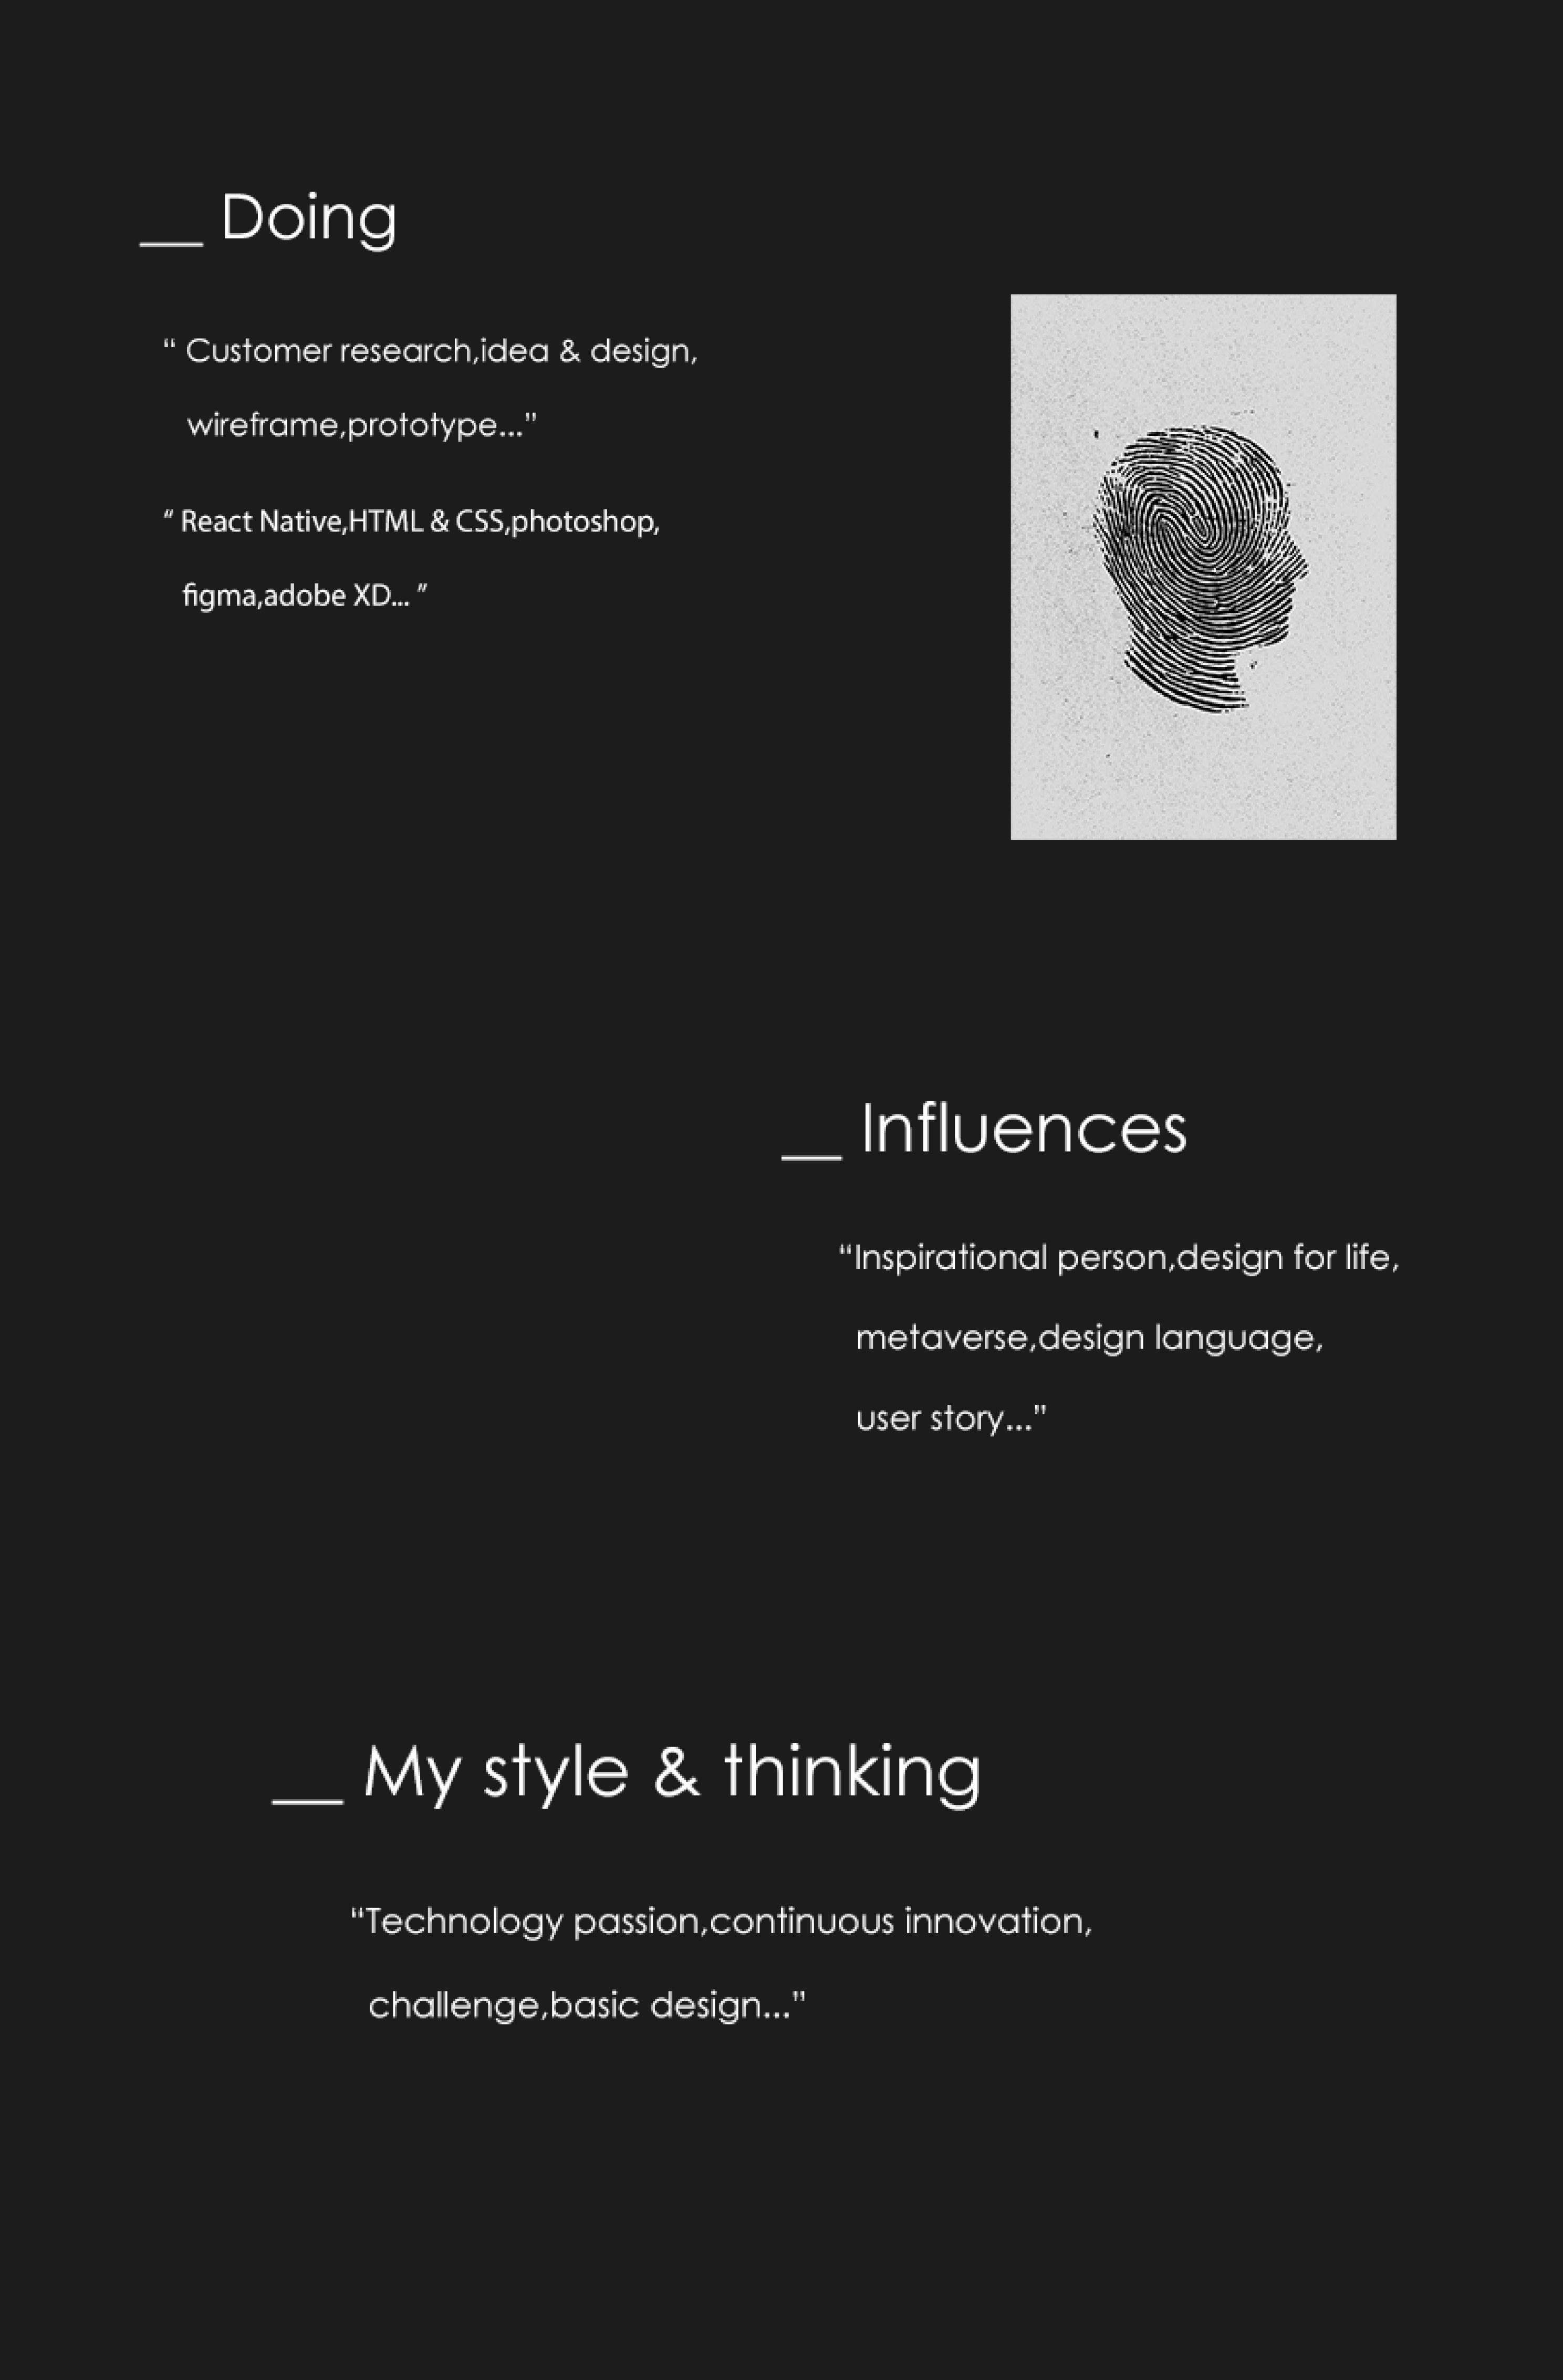 __ Doing
“ Customer research,idea & design,
wireframe,prototype...”
“ React Native,HTML & CSS,photoshop,
figma,adobe XD... ”
__ Influences
“Inspirational person,design for life,
metaverse,design language,
user story...”
__ My style & thinking
“Technology passion,continuous innovation,
challenge,basic design...”